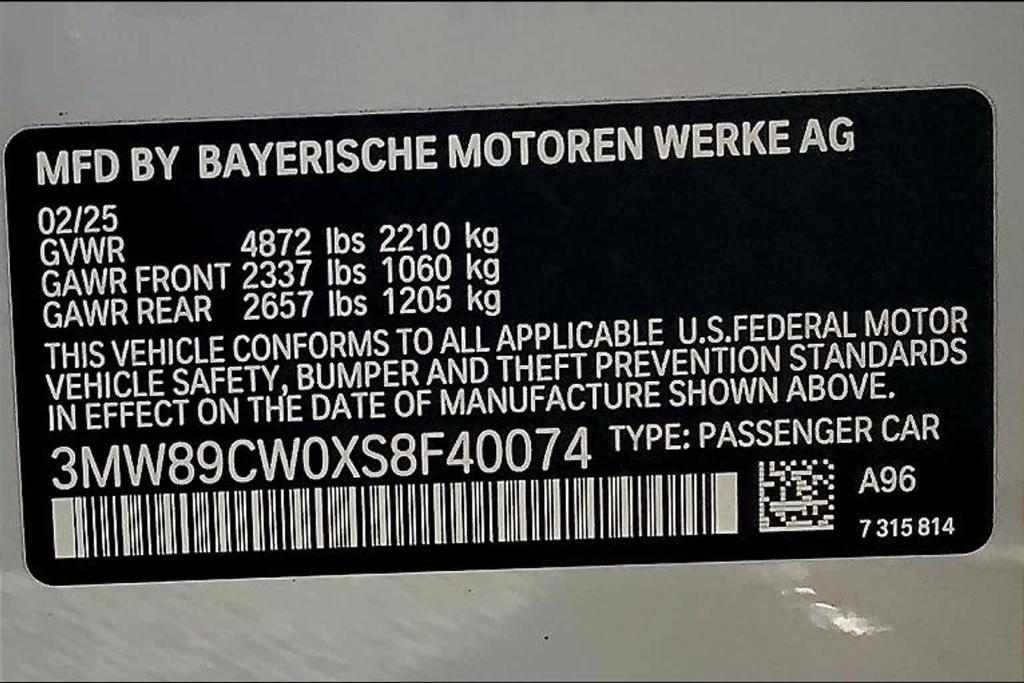 MFD BY BAYERISCHE MOTOREN WERKE AG
02/25
GVWR 4872 lbs 2210 kg
GAWR FRONT 2337 lbs 1060 kg
GAWR REAR 2657 lbs 1205 kg
THIS VEHICLE CONFORMS TO ALL APPLICABLE U.S.FEDERAL MOTOR
VEHICLE SAFETY, BUMPER AND THEFT PREVENTION STANDARDS
IN EFFECT ON THE DATE OF MANUFACTURE SHOWN ABOVE.
3MW89CW0XS8F40074 TYPE: PASSENGER CAR
A96
7 315 814